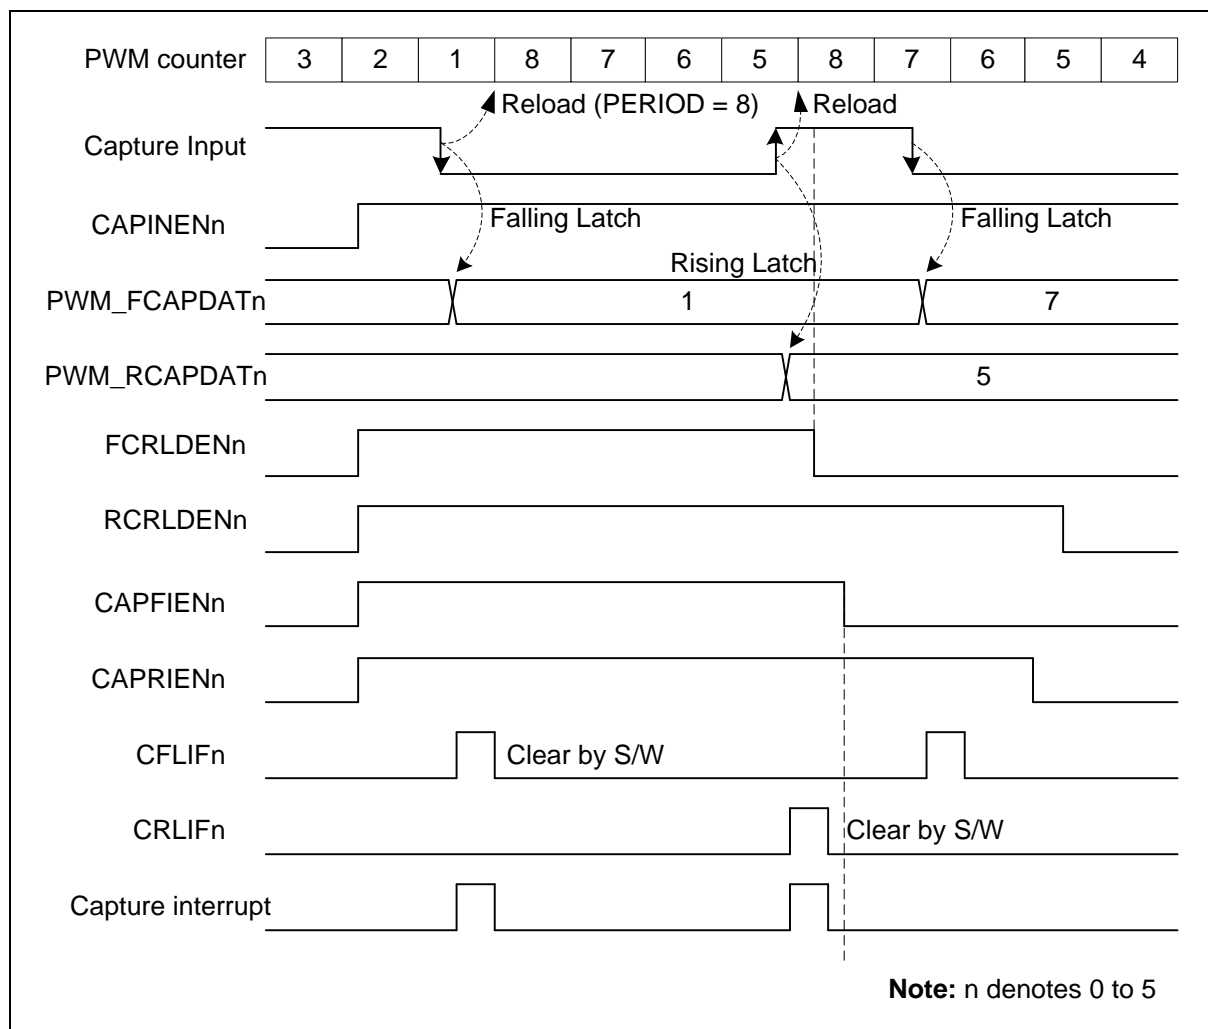 PWM counter 3 2 1 8 7 6 5 8 7 6 5 4
Reload (PERIOD = 8) Reload
Capture Input
CAPINENn Falling Latch Falling Latch
Rising Latch
PWM_FCAPDATn 1 7
PWM_RCAPDATn 5
FCRLDENn
RCRLDENn
CAPFIENn
CAPRIENn
CFLIFn Clear by S/W
CRLIFn Clear by S/W
Capture interrupt
Note: n denotes 0 to 5